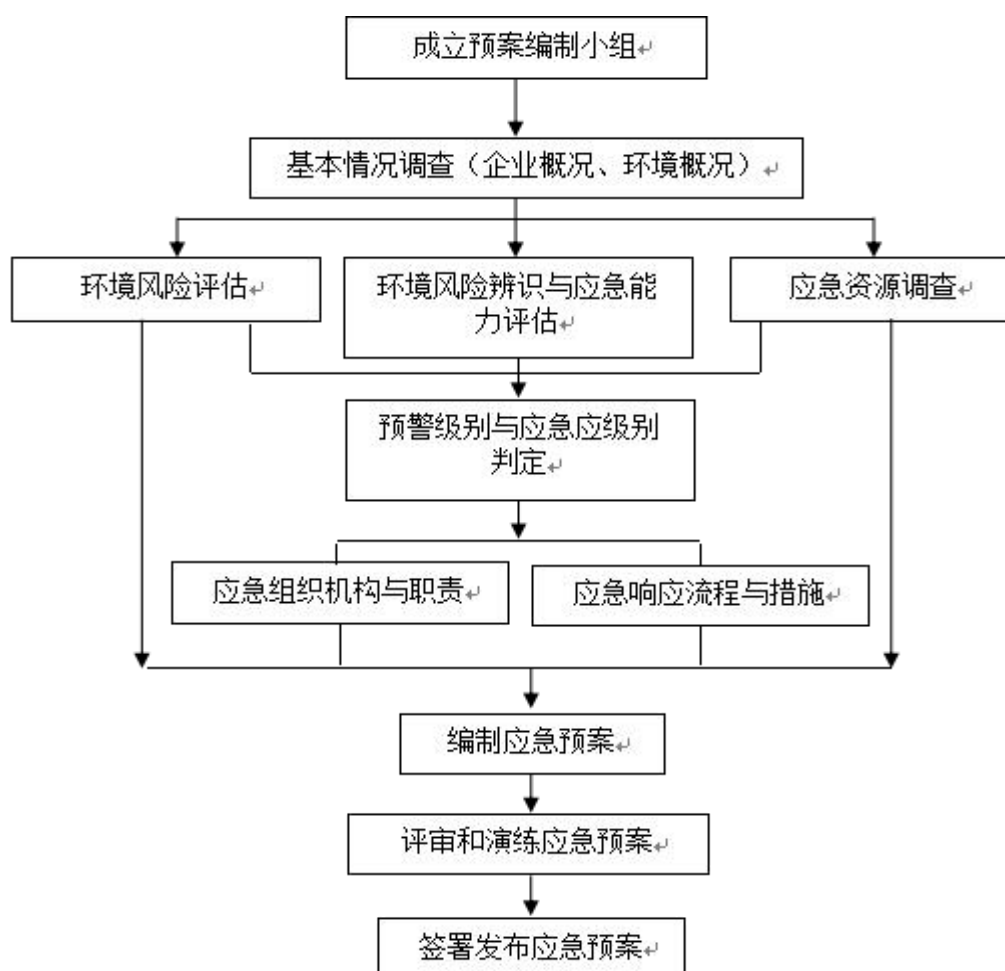 成立预案编制小组
基本情况调查（企业概况、环境概况）
环境风险评估
环境风险辨识与应急能
力评估
应急资源调查
预警级别与应急应级别
判定
应急组织机构与职责
应急响应流程与措施
编制应急预案
评审和演练应急预案
签署发布应急预案